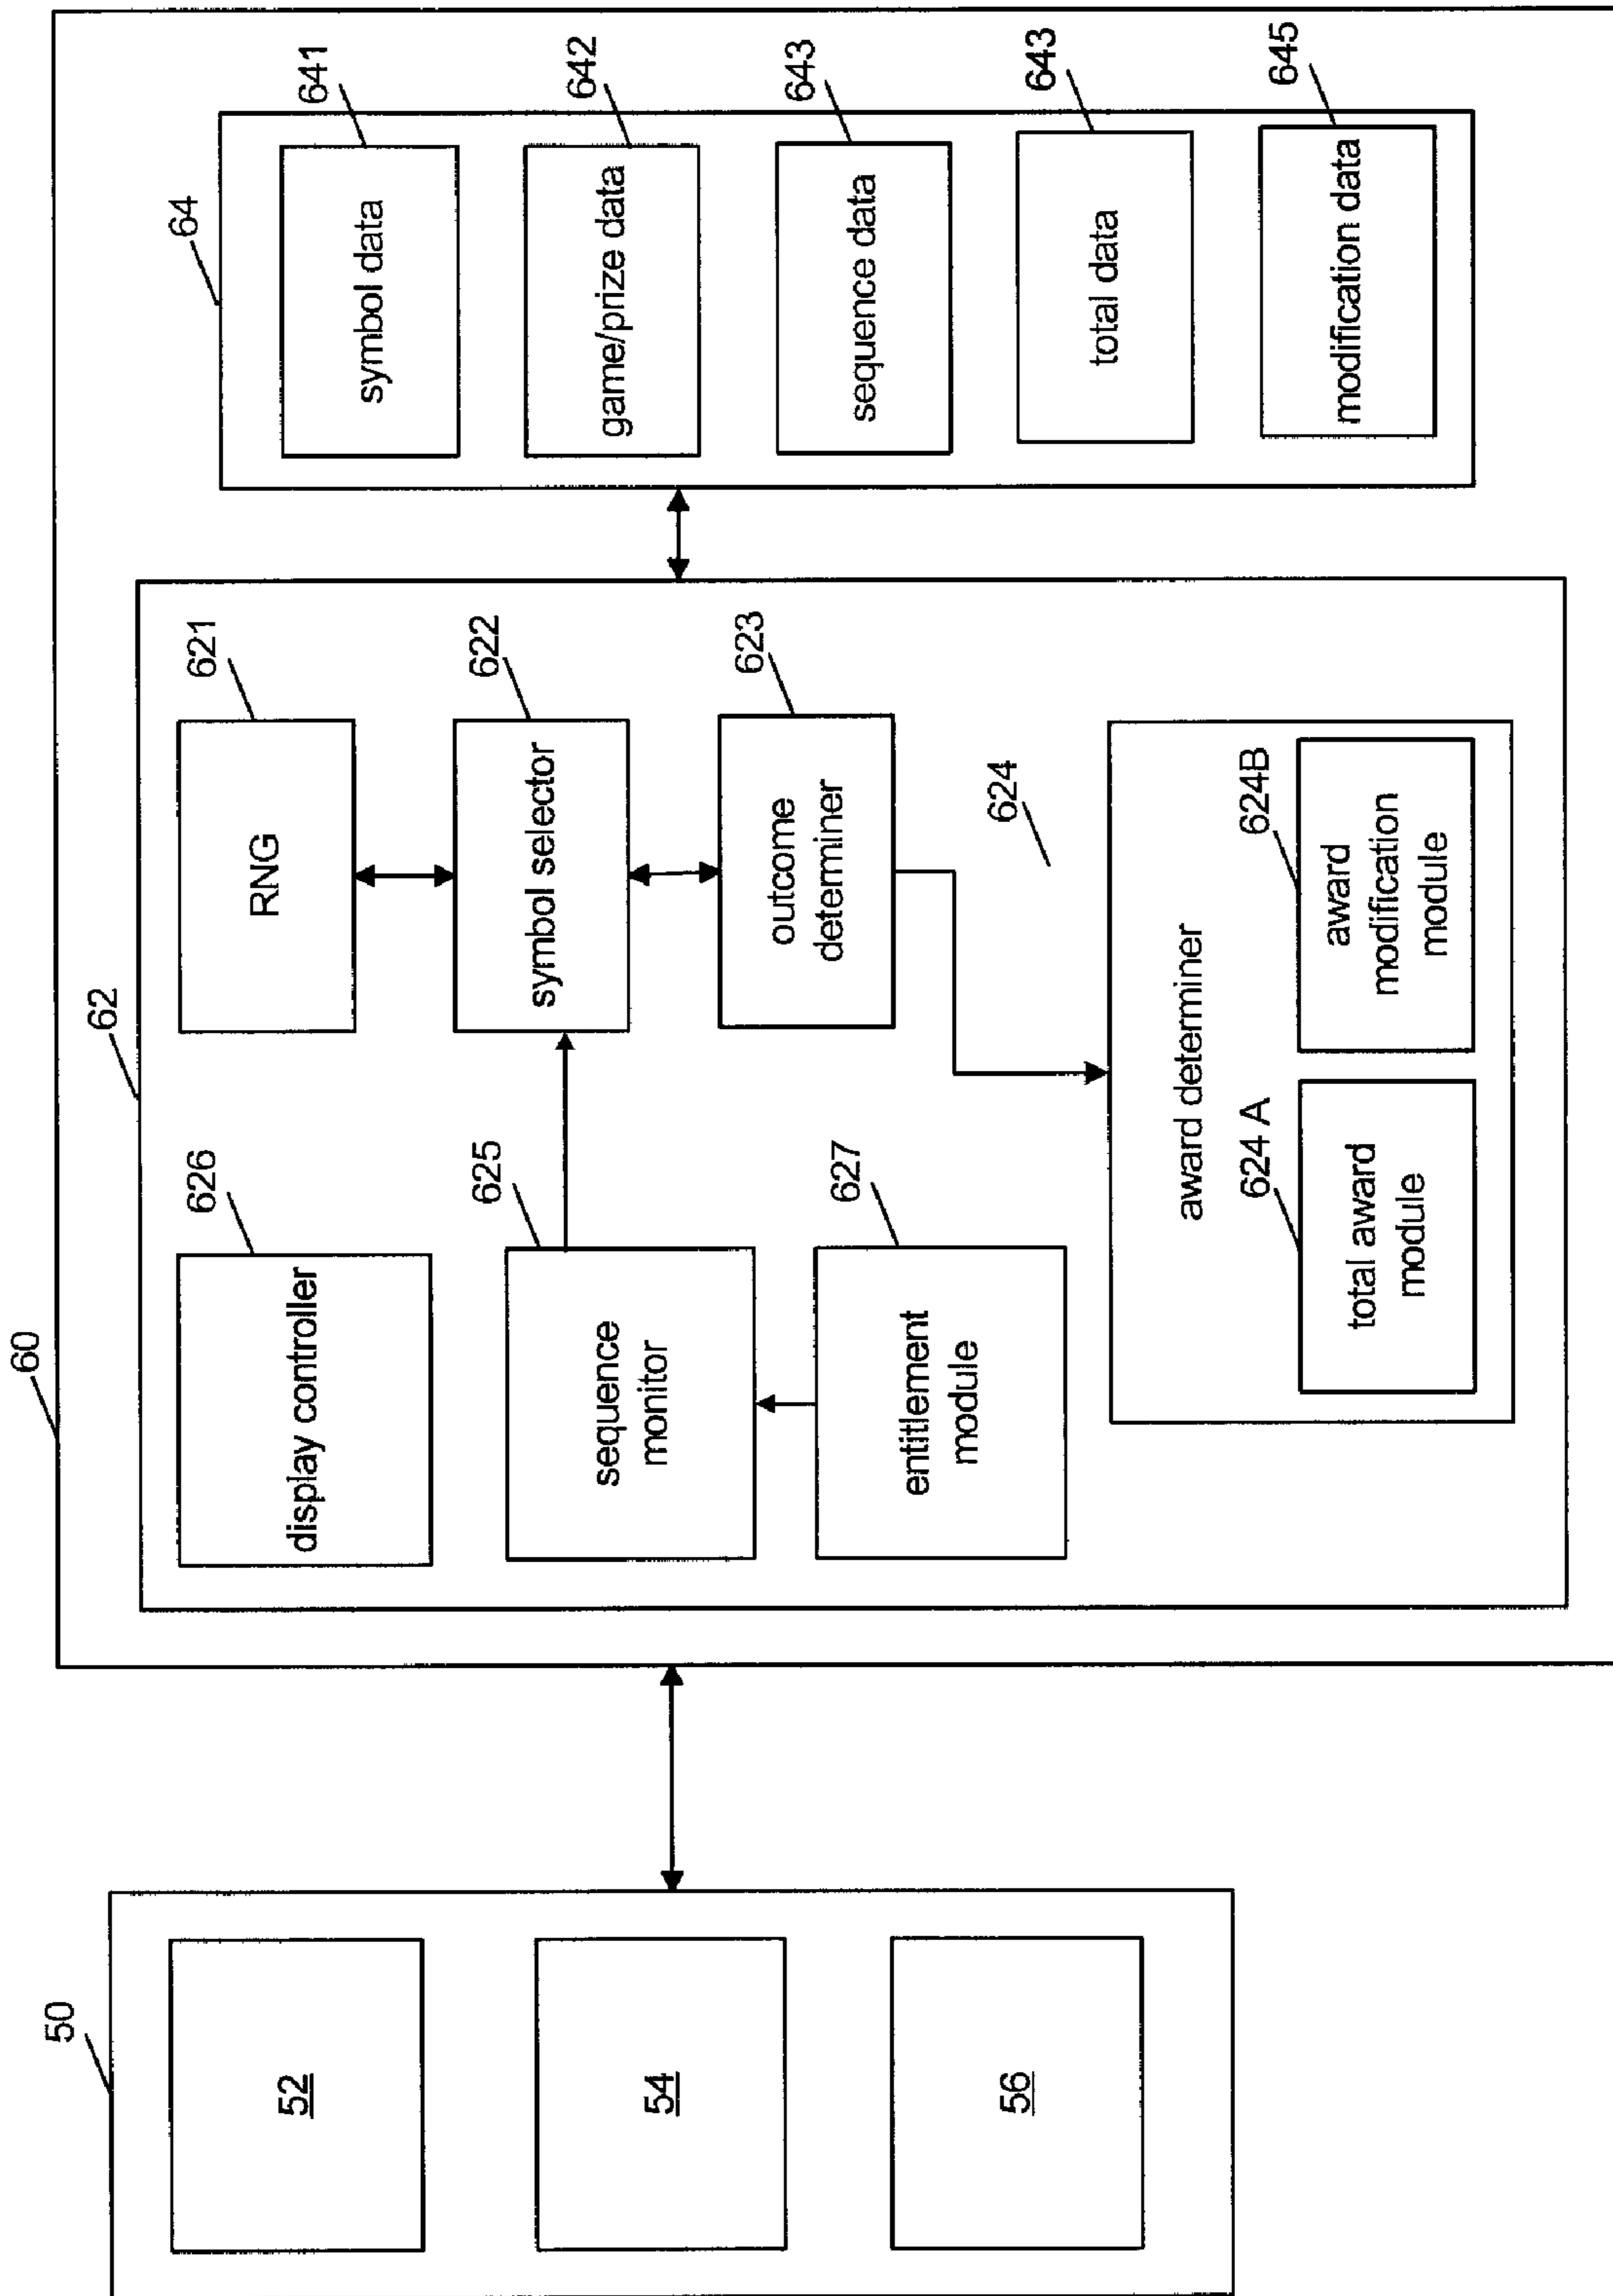 60
62
64
50
52
54
56
626
display controller
621
RNG
625
sequence
monitor
622
symbol selector
627
entitlement
module
623
outcome
determiner
624
award determiner
624 A
total award
module
624B
award
modification
module
641
symbol data
642
game/prize data
643
sequence data
643
total data
645
modification data